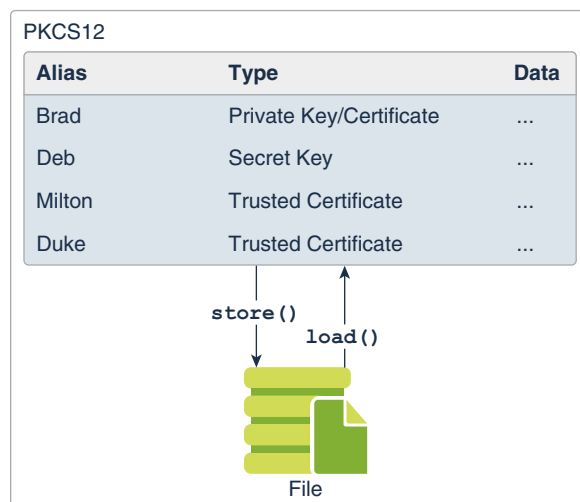 PKCS12
Alias Type Data
Brad Private Key/Certificate ...
Deb Secret Key ...
Milton Trusted Certificate ...
Duke Trusted Certificate ...
store()
load()
File